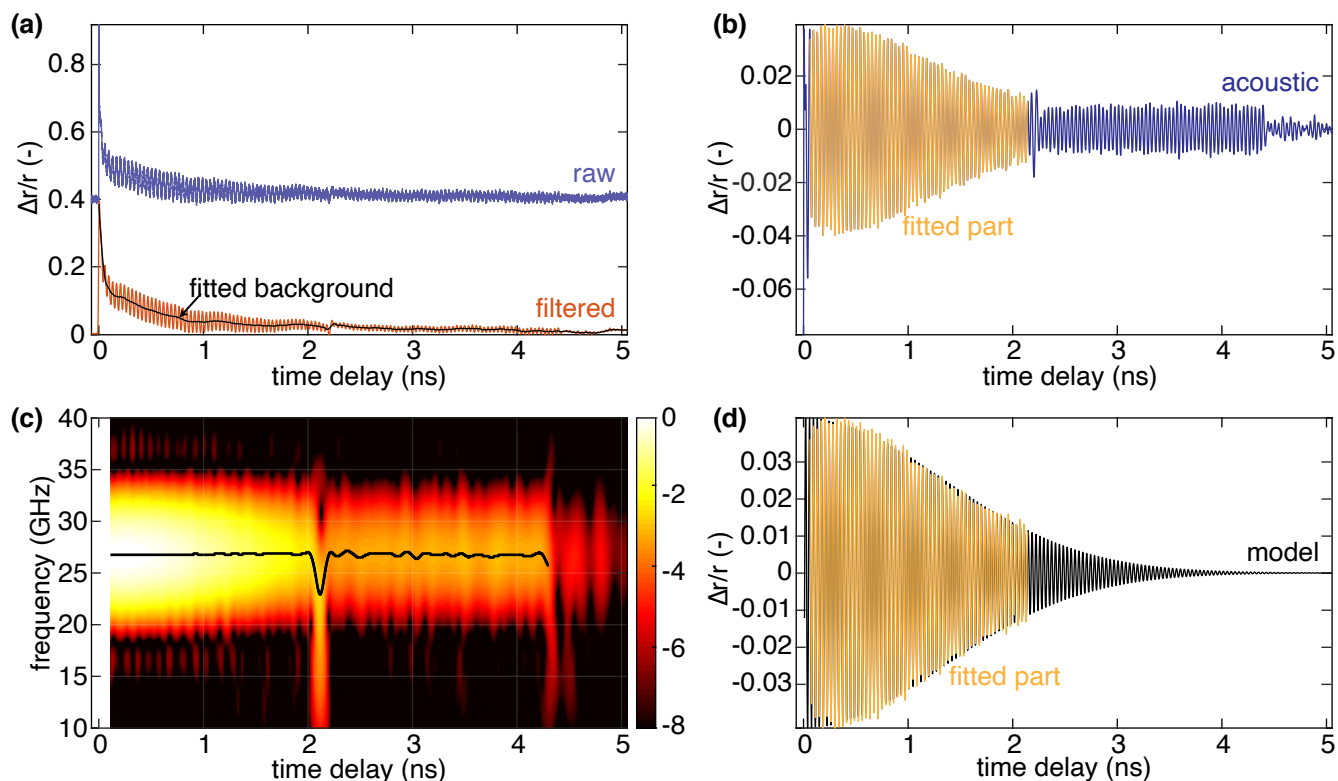 (a)
Δr/r (-)
0.8
0.6
0.4
0.2
0
raw
fitted background
filtered
0 1 2 3 4 5
time delay (ns)
(b)
Δr/r (-)
0.02
0
-0.02
-0.04
-0.06
acoustic
fitted part
0 1 2 3 4 5
time delay (ns)
(c)
frequency (GHz)
40
35
30
25
20
15
10
0 1 2 3 4 5
time delay (ns)
0
-2
-4
-6
-8
(d)
Δr/r (-)
0.03
0.02
0.01
0
-0.01
-0.02
-0.03
model
fitted part
0 1 2 3 4 5
time delay (ns)